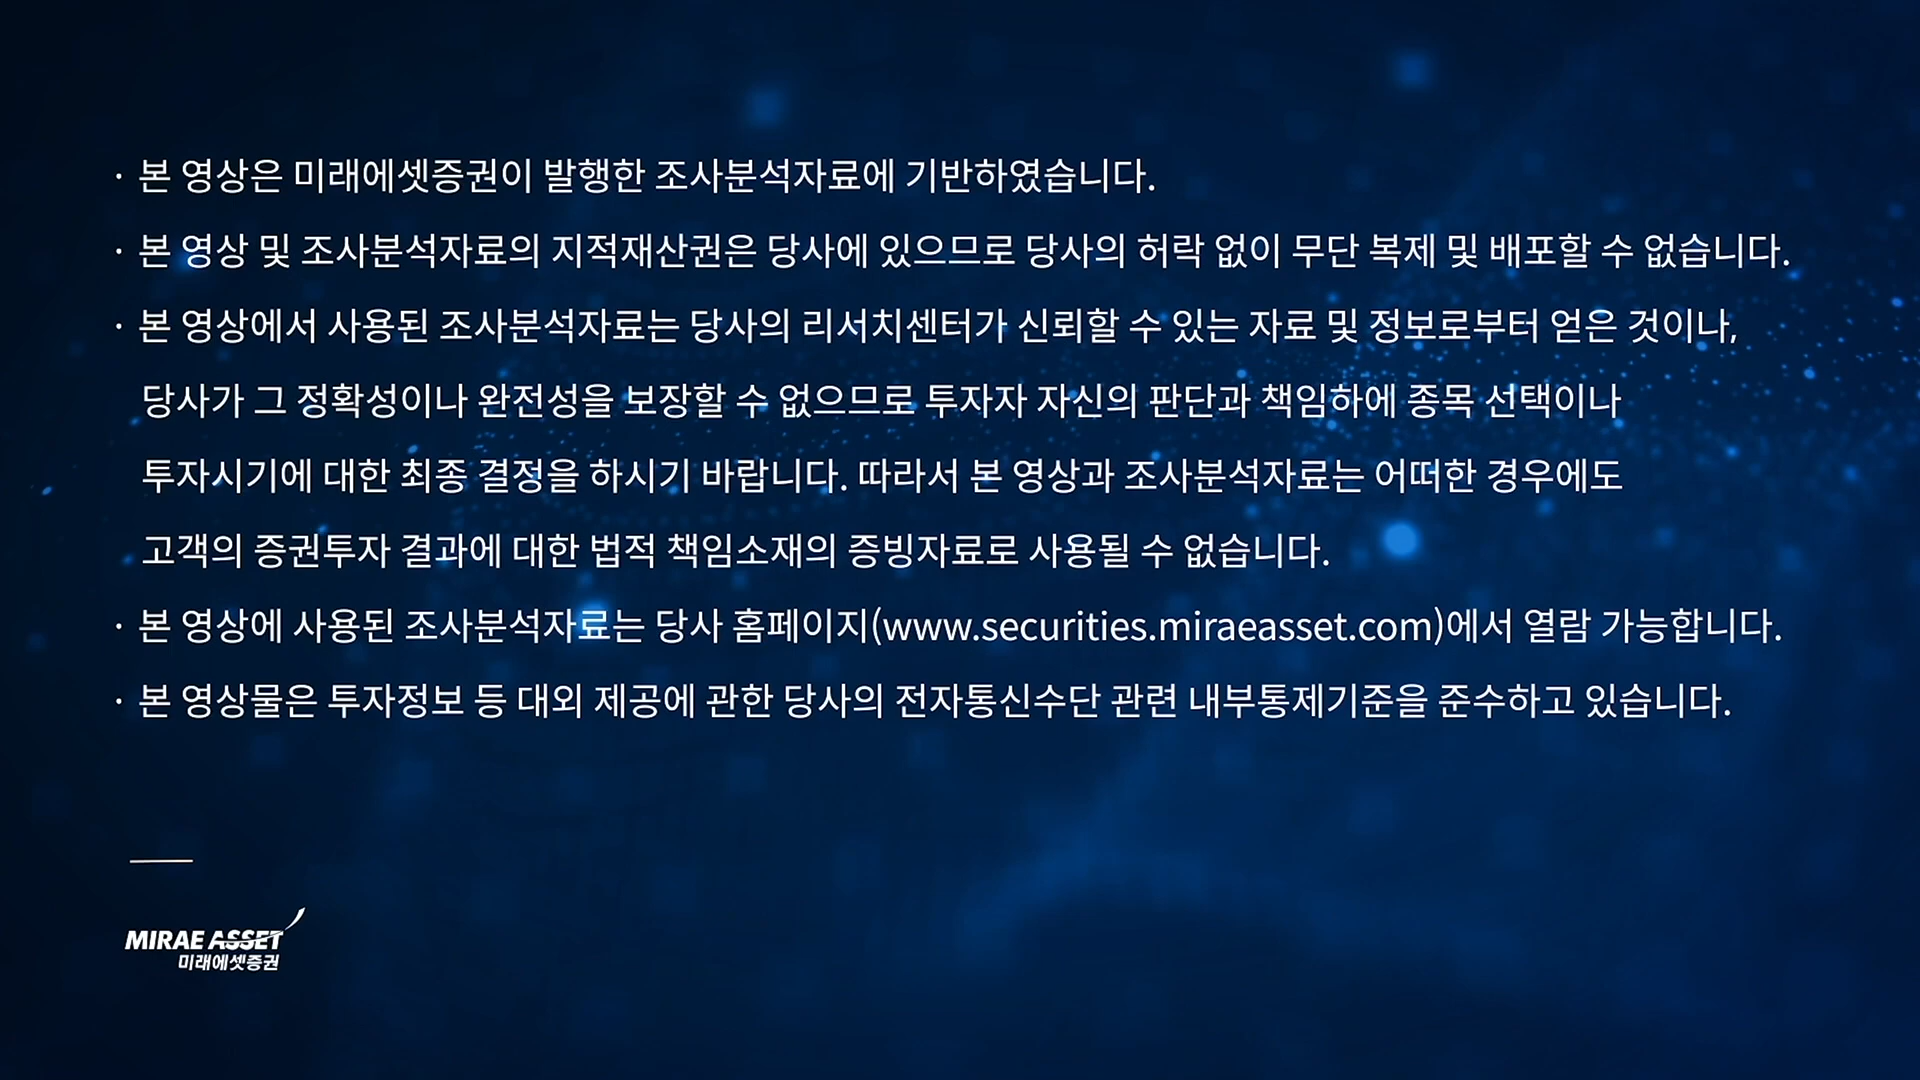 · 본 영상은 미래에셋증권이 발행한 조사분석자료에 기반하였습니다.
· 본 영상 및 조사분석자료의 지적재산권은 당사에 있으므로 당사의 허락 없이 무단 복제 및 배포할 수 없습니다.
· 본 영상에서 사용된 조사분석자료는 당사의 리서치센터가 신뢰할 수 있는 자료 및 정보로부터 얻은 것이나,
당사가 그 정확성이나 완전성을 보장할 수 없으므로 투자자 자신의 판단과 책임하에 종목 선택이나
투자시기에 대한 최종 결정을 하시기 바랍니다. 따라서 본 영상과 조사분석자료는 어떠한 경우에도
고객의 증권투자 결과에 대한 법적 책임소재의 증빙자료로 사용될 수 없습니다.
· 본 영상에 사용된 조사분석자료는 당사 홈페이지(www.securities.miraeasset.com)에서 열람 가능합니다.
· 본 영상물은 투자정보 등 대외 제공에 관한 당사의 전자통신수단 관련 내부통제기준을 준수하고 있습니다.
MIRAE ASSET
미래에셋증권